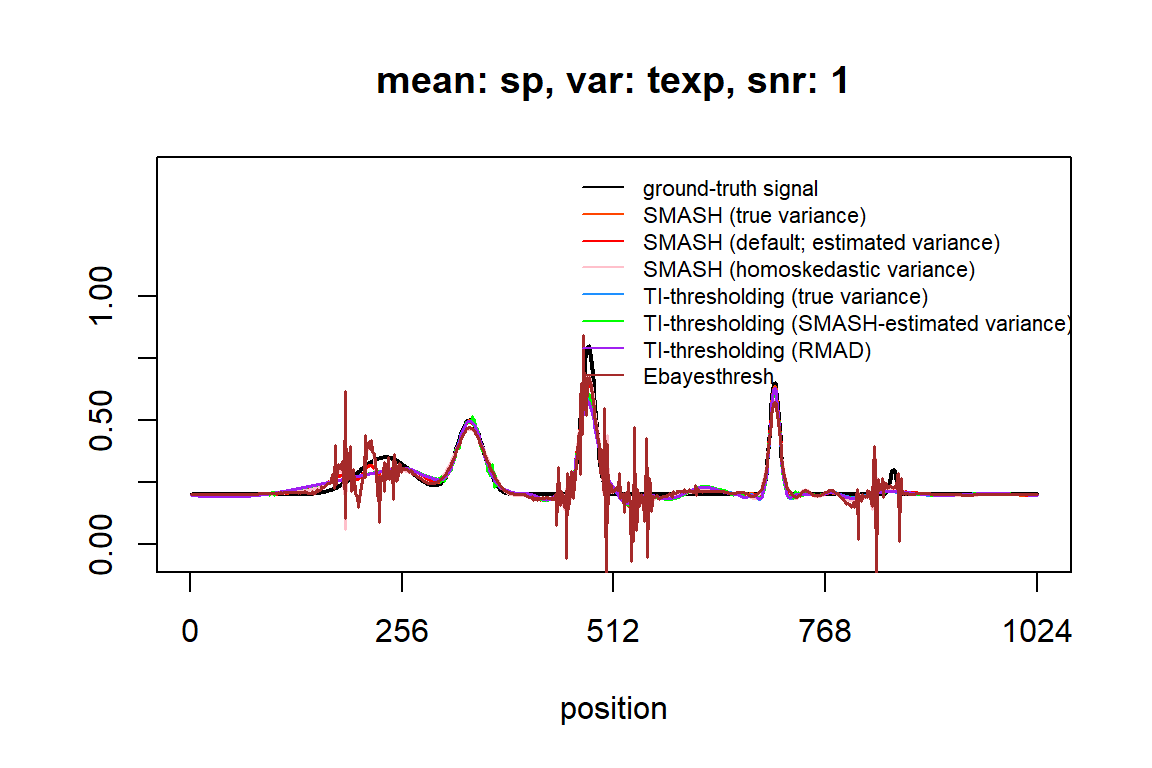 mean: sp, var: texp, snr: 1
ground-truth signal
SMASH (true variance)
SMASH (default; estimated variance)
SMASH (homoskedastic variance)
TI-thresholding (true variance)
TI-thresholding (SMASH-estimated variance)
TI-thresholding (RMAD)
Ebayesthresh
1.00
0.50
0.00
0 256 512 768 1024
position